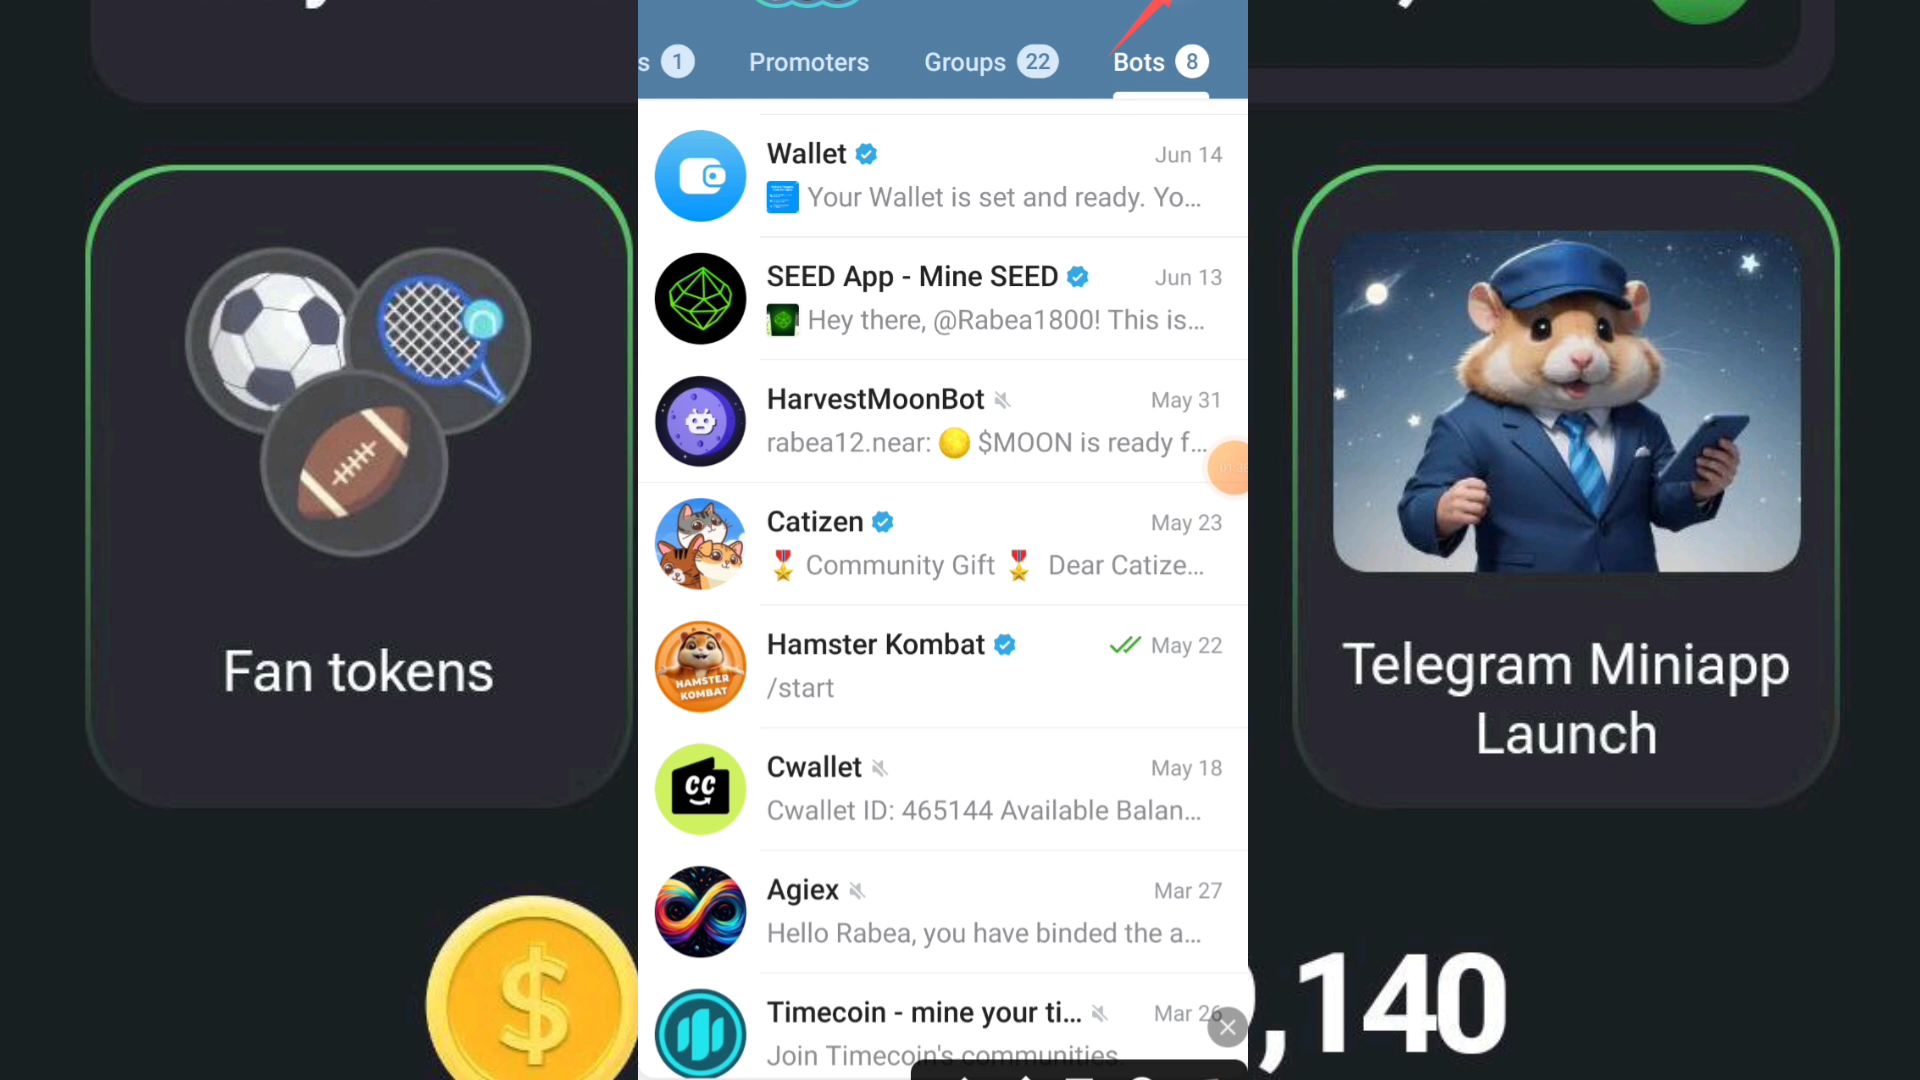 s 1 Promoters Groups 22 Bots 8
Wallet Jun 14
Your Wallet is set and ready. Yo...
SEED App - Mine SEED Jun 13
Hey there, @Rabea1800! This is...
HarvestMoonBot May 31
rabea12.near: $MOON is ready f...
Catizen May 23
Community Gift Dear Catize...
Hamster Kombat May 22
/start
HAMSTER
KOMBAT
Cwallet May 18
CC
Cwallet ID: 465144 Available Balan...
Agiex Mar 27
Hello Rabea, you have binded the a...
Timecoin - mine your ti... Mar 26
Join Timecoin's communities
Fan tokens
$
Telegram Miniapp
Launch
,140